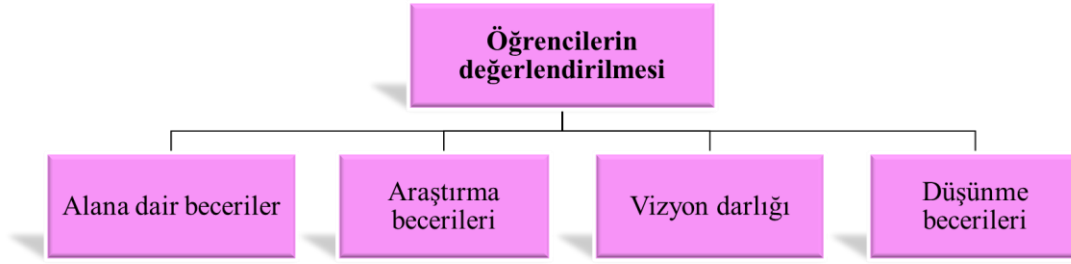 Öğrencilerin
değerlendirilmesi
Alana dair beceriler
Araştırma
becerileri
Vizyon darlığı
Düşünme
becerileri